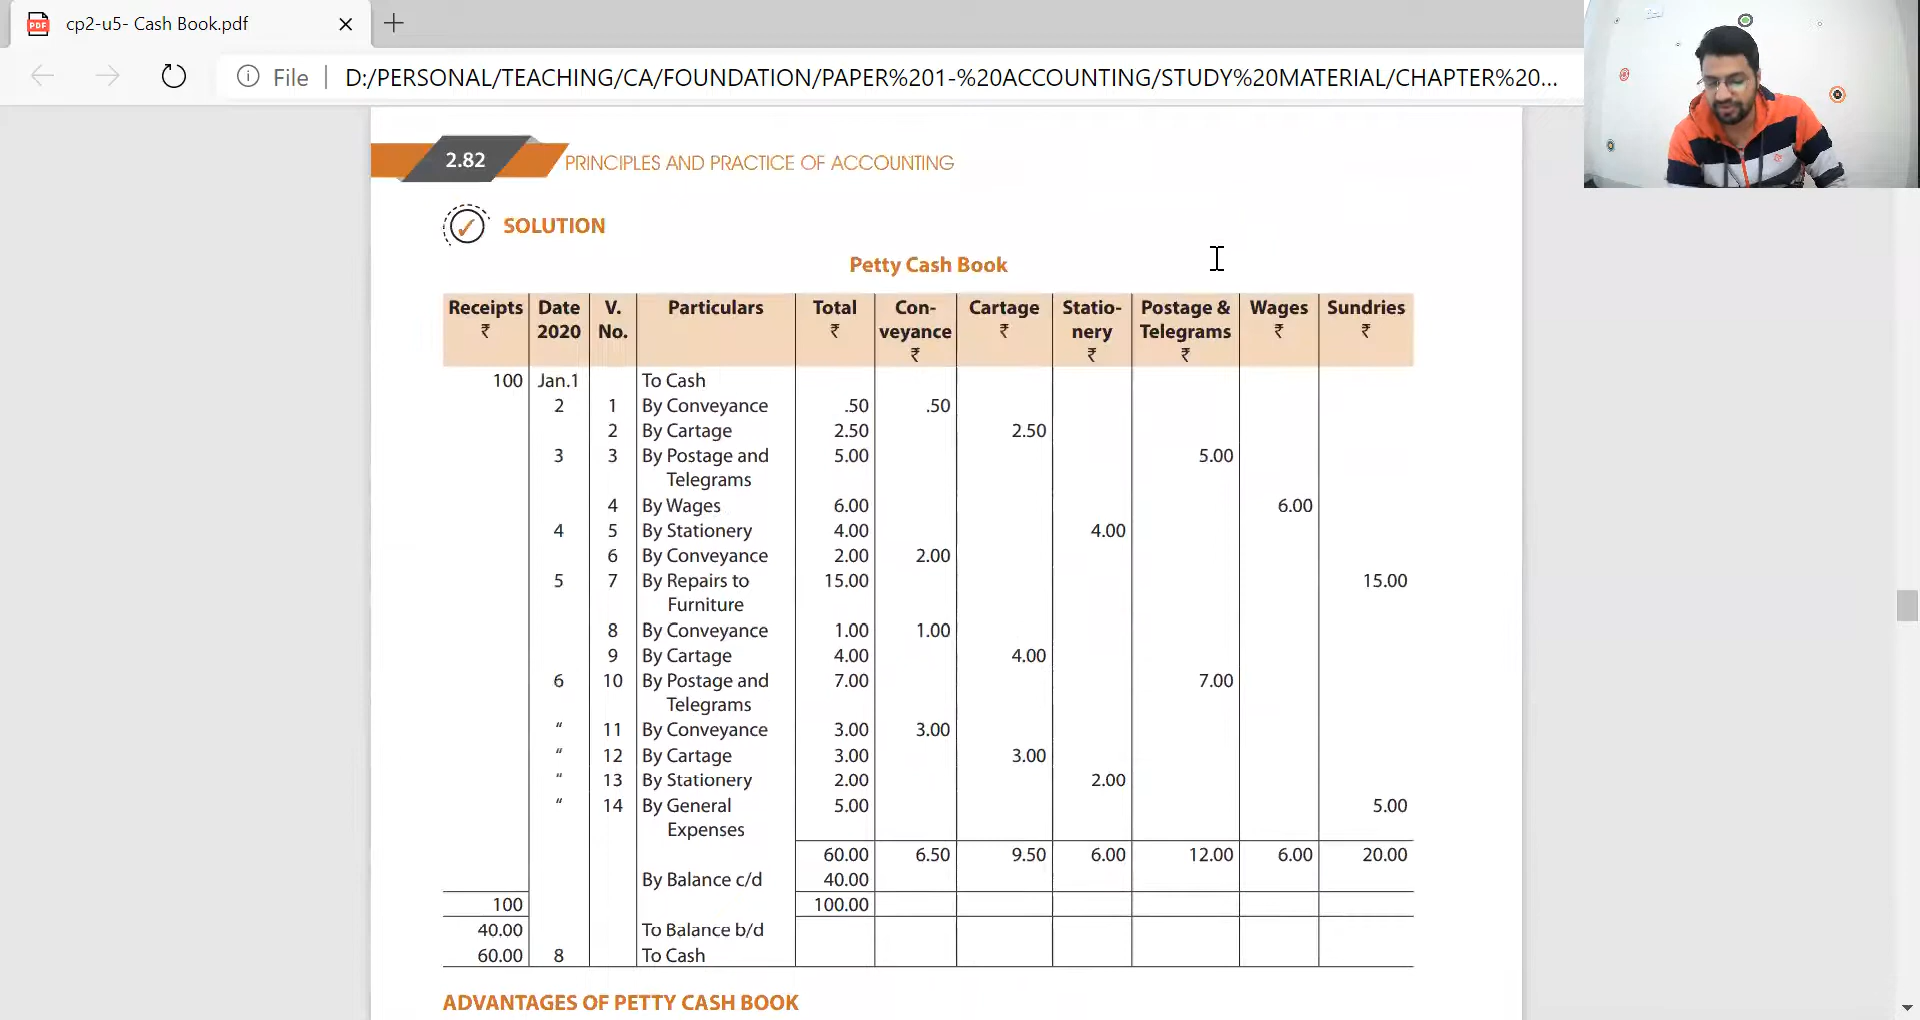 cp2-u5- Cash Book.pdf
File | D:/PERSONAL/TEACHING/CA/FOUNDATION/PAPER%201-%20ACCOUNTING/STUDY%20MATERIAL/CHAPTER%20...
2.82 PRINCIPLES AND PRACTICE OF ACCOUNTING
SOLUTION
Petty Cash Book
Receipts Date V. Particulars Total Con- Cartage Statio- Postage & Wages Sundries
₹ 2020 No. ₹ veyance ₹ nery Telegrams ₹ ₹
₹ ₹ ₹
100 Jan.1 To Cash
2 1 By Conveyance .50 .50
2 By Cartage 2.50 2.50
3 3 By Postage and 5.00 5.00
Telegrams
4 By Wages 6.00 6.00
4 5 By Stationery 4.00 4.00
6 By Conveyance 2.00 2.00
5 7 By Repairs to 15.00 15.00
Furniture
8 By Conveyance 1.00 1.00
9 By Cartage 4.00 4.00
6 10 By Postage and 7.00 7.00
Telegrams
“ 11 By Conveyance 3.00 3.00
“ 12 By Cartage 3.00 3.00
“ 13 By Stationery 2.00 2.00
“ 14 By General 5.00 5.00
Expenses
60.00 6.50 9.50 6.00 12.00 6.00 20.00
By Balance c/d 40.00
100 100.00
40.00 To Balance b/d
60.00 8 To Cash
ADVANTAGES OF PETTY CASH BOOK